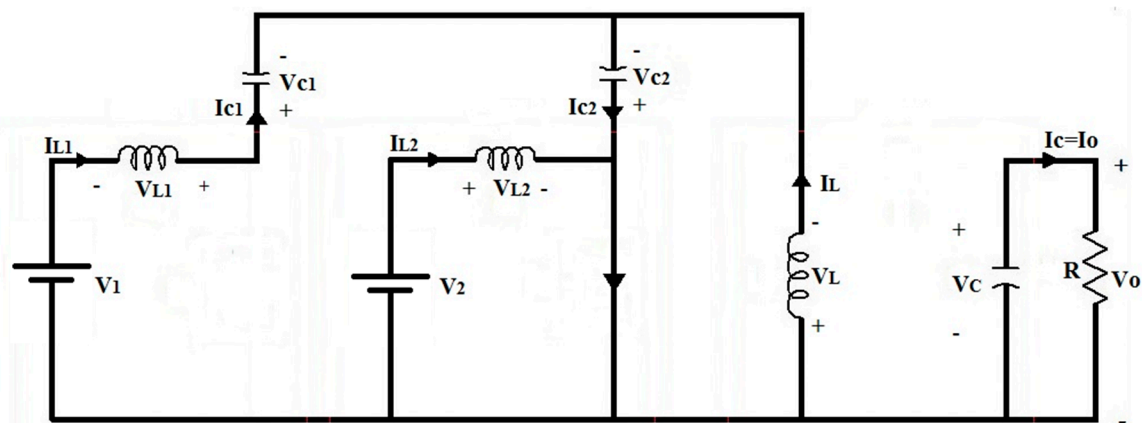 -
Vc1
Ic1
+
IL1
-
VL1
+
V1
-
Vc2
Ic2
+
IL2
+
VL2
-
V2
IL
-
VL
+
Ic=Io
+
+
Vc
-
R
Vo
-